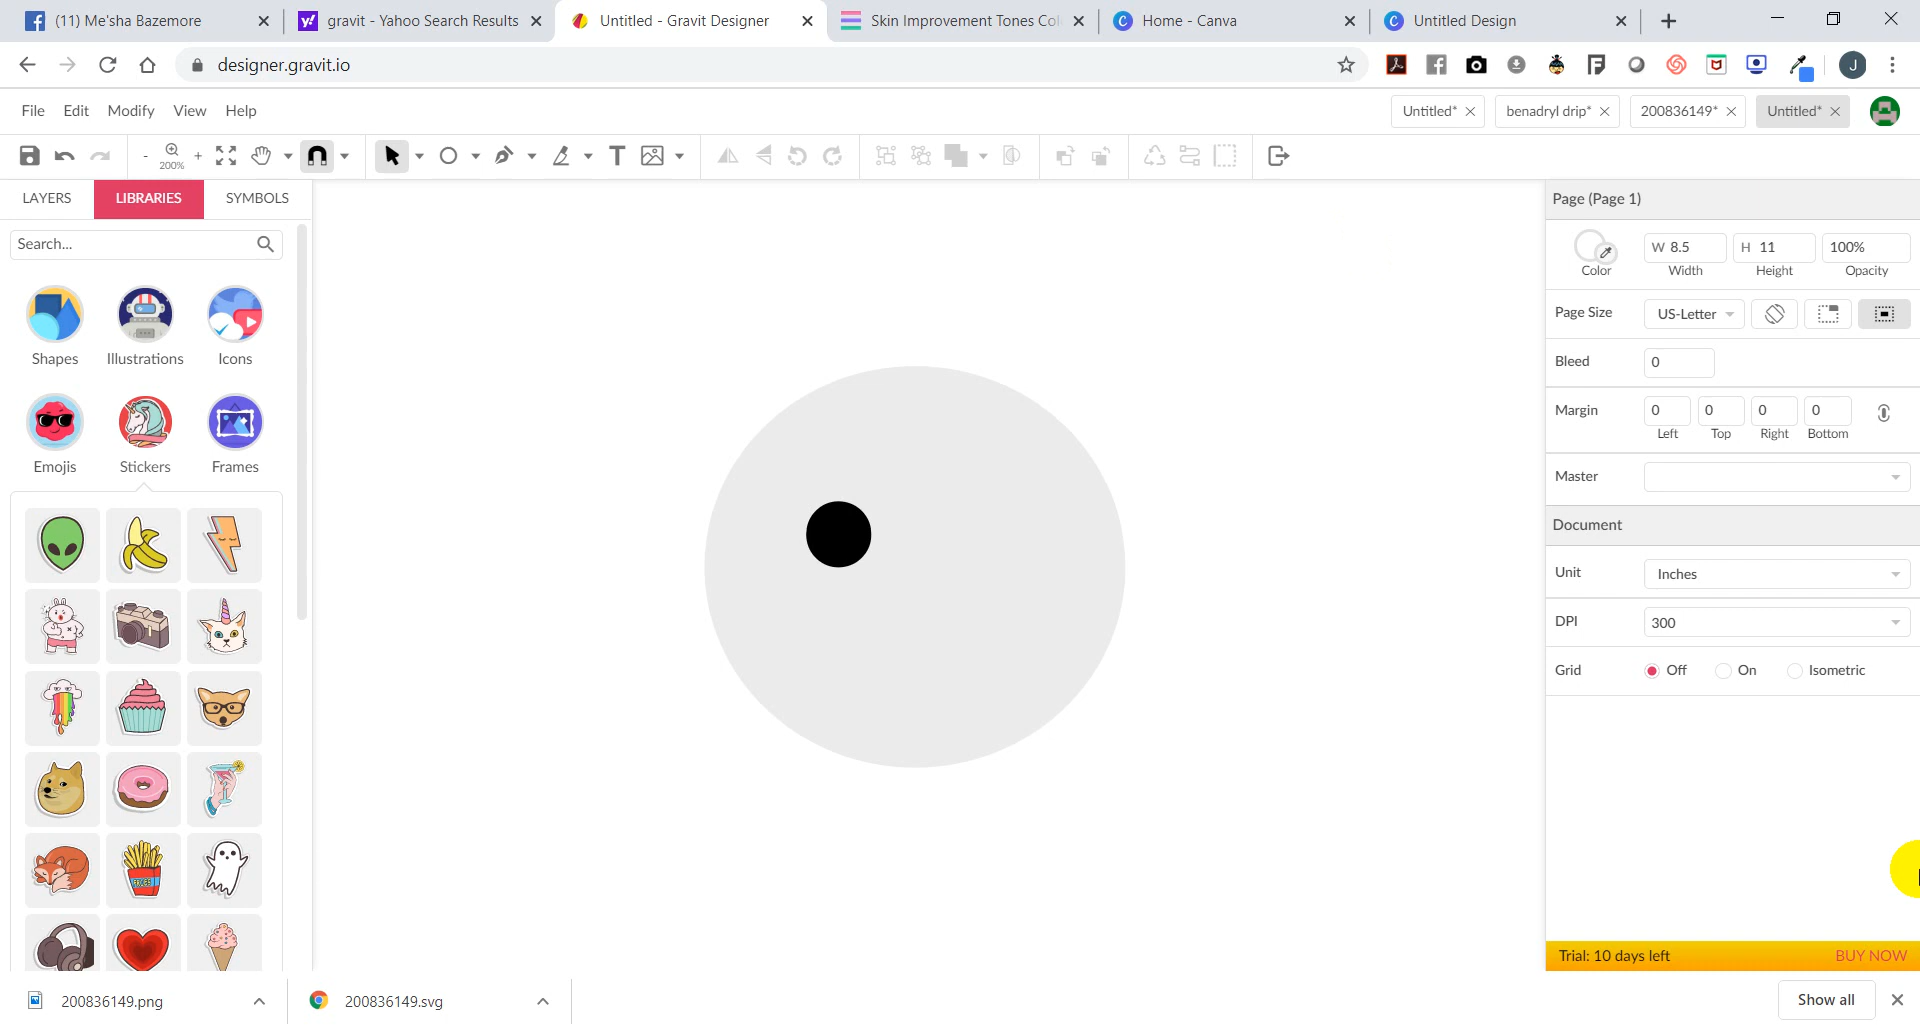 (11) Me'sha Bazemore
gravit - Yahoo Search Results
Untitled - Gravit Designer
Skin Improvement Tones Col
Home - Canva
Untitled Design
designer.gravit.io
J
File Edit Modify View Help
Untitled*
benadryl drip*
200836149*
Untitled*
- 200% +
LAYERS LIBRARIES SYMBOLS
Search...
Shapes Illustrations Icons
Emojis Stickers Frames
Page (Page 1)
W 8.5 H 11 100%
Color Width Height Opacity
Page Size US-Letter
Bleed 0
Margin 0 0 0 0
Left Top Right Bottom
Master
Document
Unit Inches
DPI 300
Grid Off On Isometric
Trial: 10 days left BUY NOW
200836149.png
200836149.svg
Show all